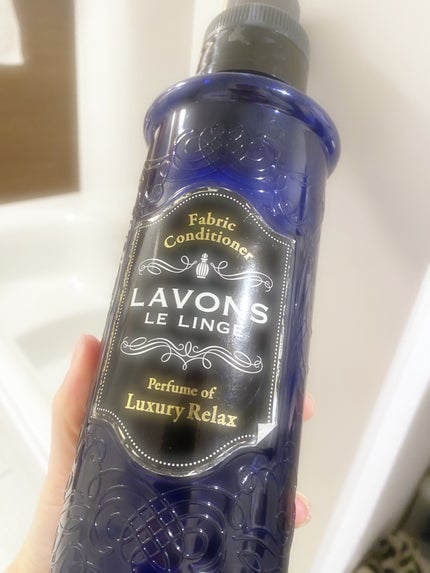 Fabric
Conditioner
LAVONS
LE LINGE
Perfume of
Luxury Relax